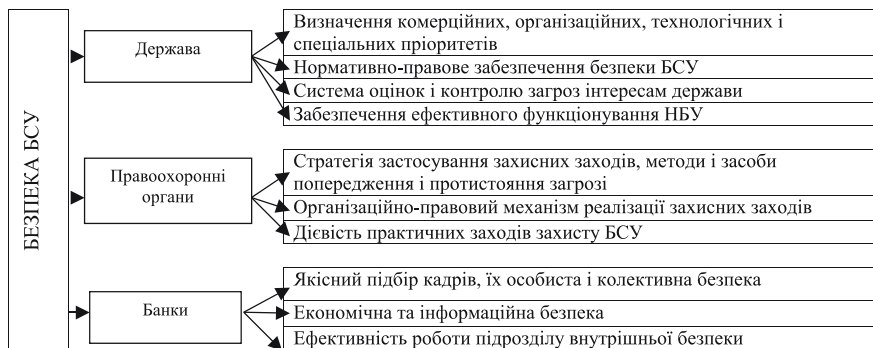 БЕЗПЕКА БСУ
Держава
Визначення комерційних, організаційних, технологічних і
спеціальних пріоритетів
Нормативно-правове забезпечення безпеки БСУ
Система оцінок і контролю загроз інтересам держави
Забезпечення ефективного функціонування НБУ
Правоохоронні
органи
Стратегія застосування захисних заходів, методи і засоби
попередження і протистояння загрозі
Організаційно-правовий механізм реалізації захисних заходів
Дієвість практичних заходів захисту БСУ
Банки
Якісний підбір кадрів, їх особиста і колективна безпека
Економічна та інформаційна безпека
Ефективність роботи підрозділу внутрішньої безпеки